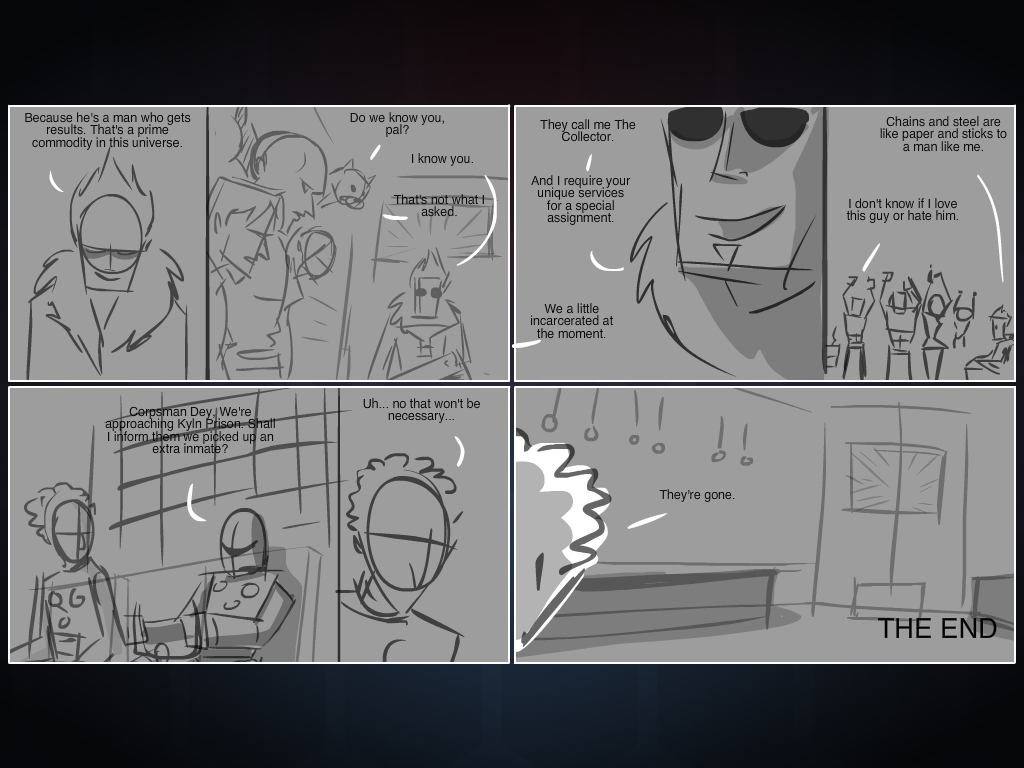 Because he's a man who gets
results. That's a prime
commodity in this universe.
Do we know you,
pal?
I know you.
That's not what I
asked.
They call me The
Collector.
And I require your
unique services
for a special
assignment.
We a little
incarcerated at
the moment.
Chains and steel are
like paper and sticks to
a man like me.
I don't know if I love
this guy or hate him.
Corpsman Dey, We're
approaching Kyln Prison. Shall
I inform them we picked up an
extra inmate?
Uh... no that won't be
necessary...
They're gone.
THE END